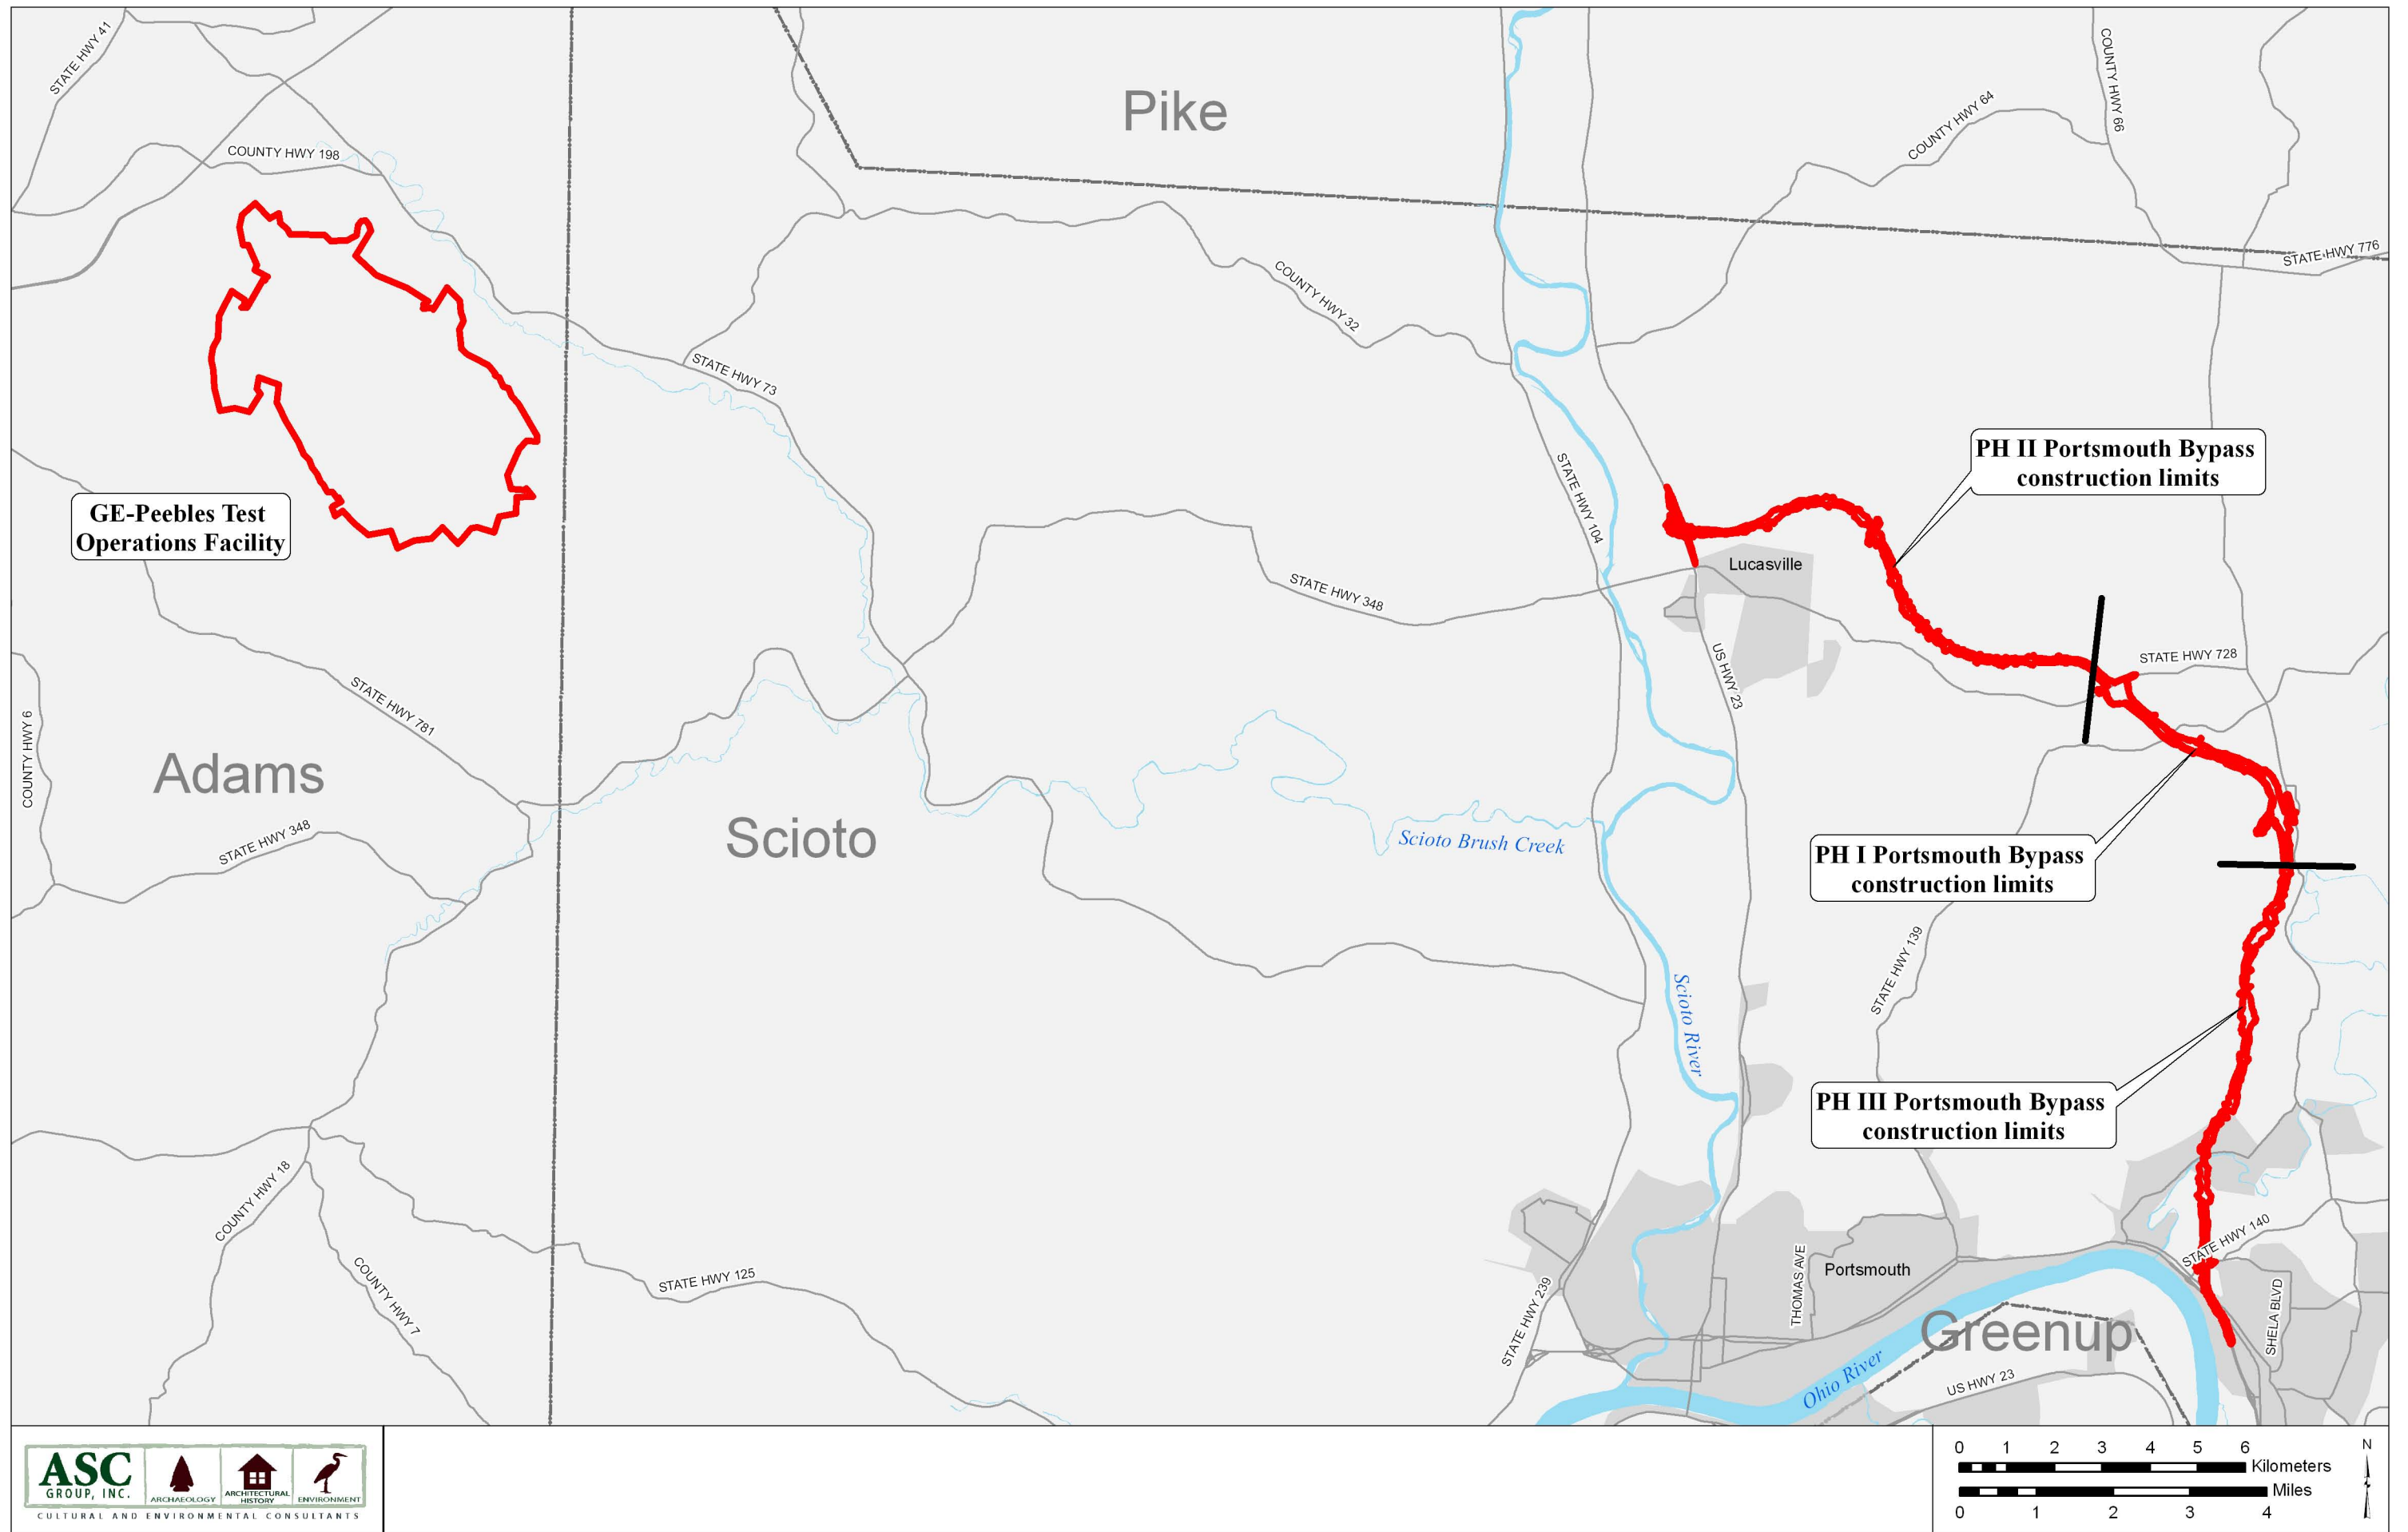 STATE HWY 41
COUNTY HWY 198
Pike
COUNTY HWY 64
COUNTY HWY 66
STATE HWY 776
COUNTY HWY 32
STATE HWY 73
STATE HWY 104
PH II Portsmouth Bypass
construction limits
GE-Peebles Test
Operations Facility
Lucasville
STATE HWY 348
US HWY 23
STATE HWY 728
STATE HWY 781
COUNTY HWY 6
Adams
Scioto
STATE HWY 348
Scioto Brush Creek
PH I Portsmouth Bypass
construction limits
STATE HWY 139
Scioto River
PH III Portsmouth Bypass
construction limits
COUNTY HWY 18
COUNTY HWY 7
STATE HWY 125
STATE HWY 239
THOMAS AVE
Portsmouth
STATE HWY 140
SHELA BLVD
Greenup
Ohio River
US HWY 23
ASC
GROUP, INC.
ARCHAEOLOGY
ARCHITECTURAL
HISTORY
ENVIRONMENT
CULTURAL AND ENVIRONMENTAL CONSULTANTS
0 1 2 3 4 5 6
Kilometers
Miles
0 1 2 3 4
N